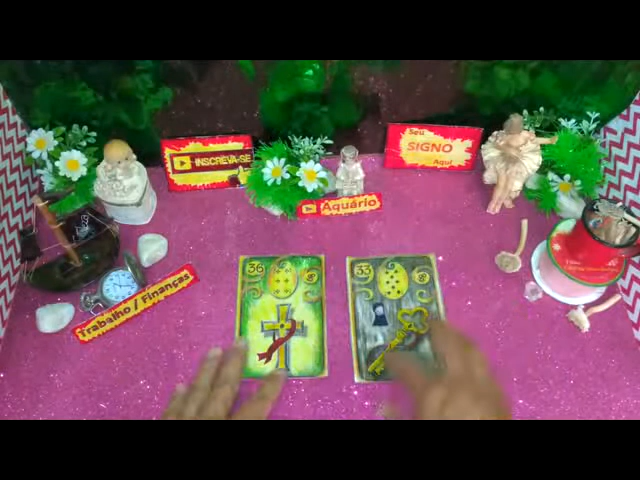 INSCREVA-SE
Seu
SIGNO
Aqui
Aquário
Trabalho / Finanças
36
33